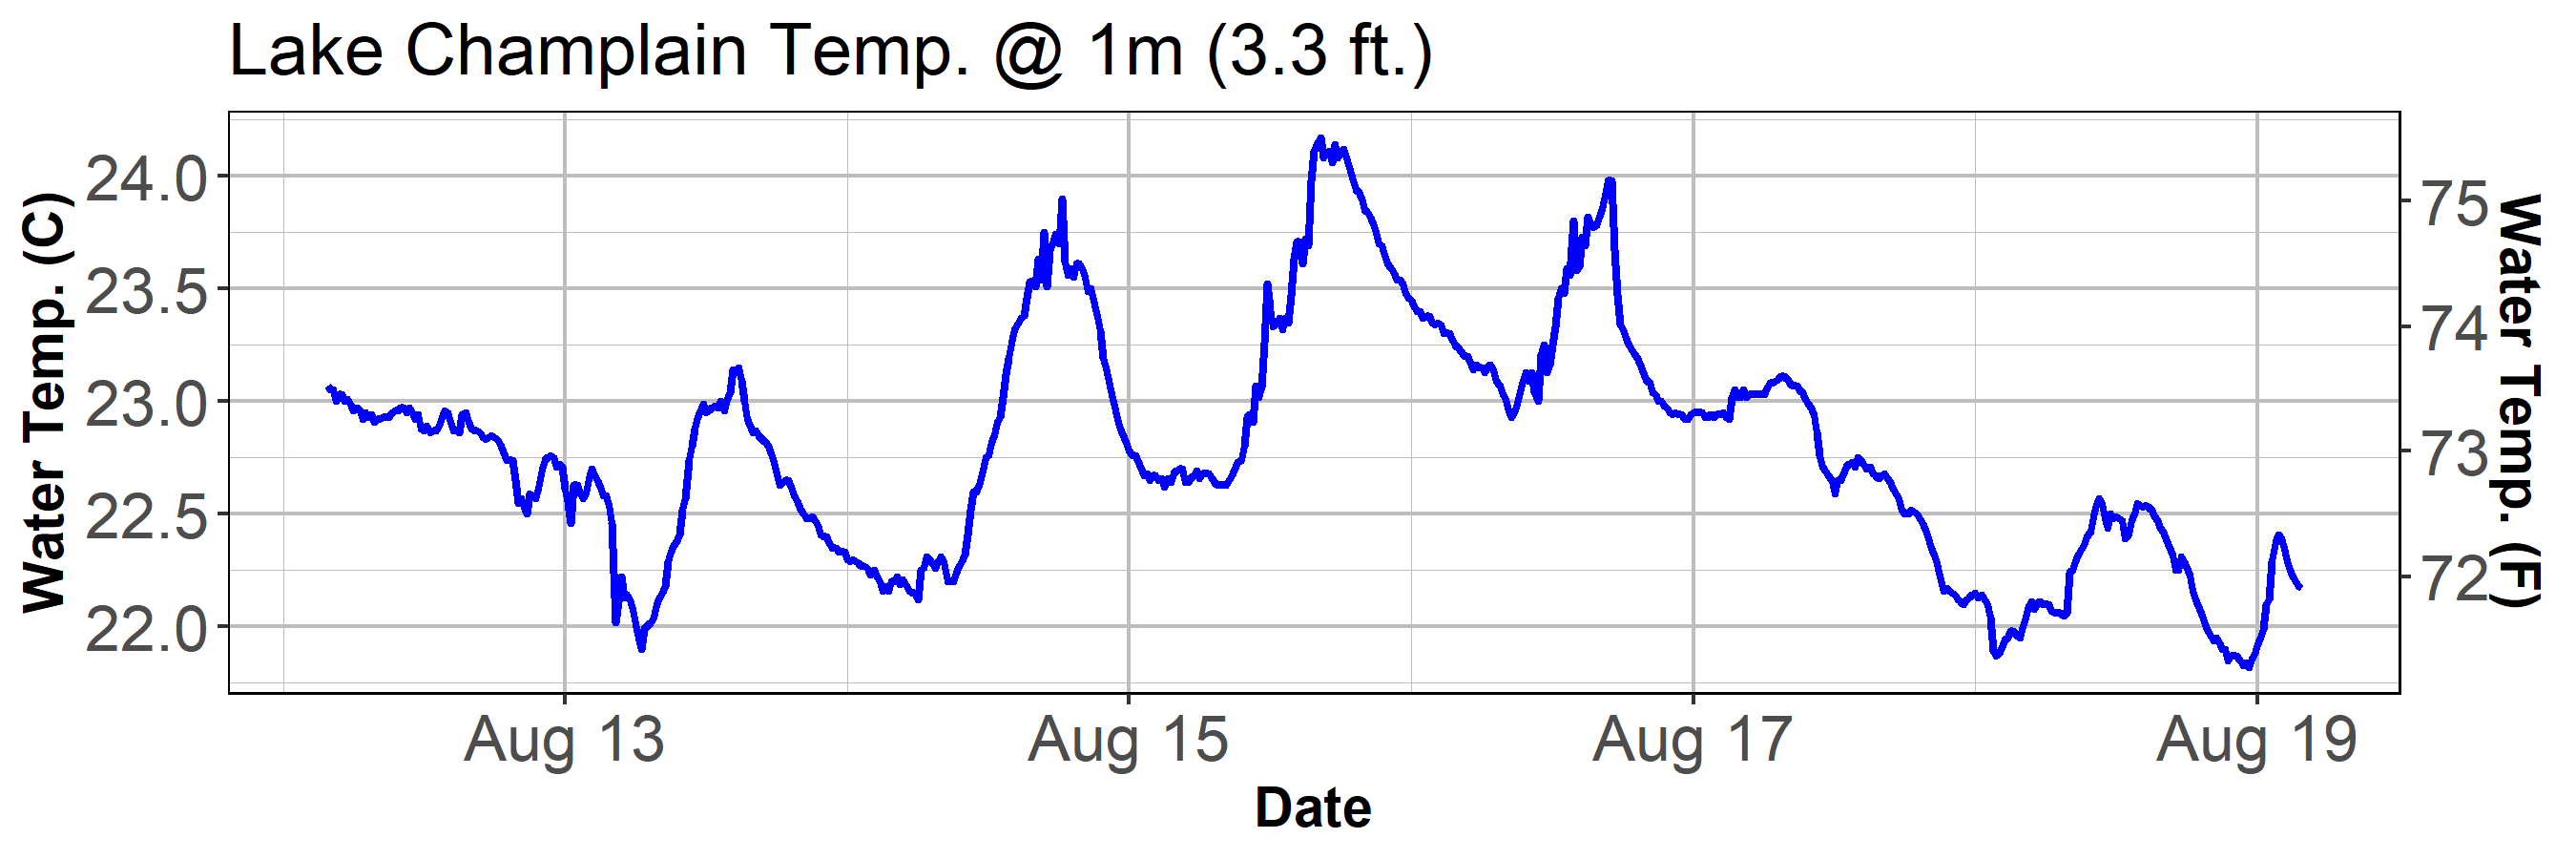 Lake Champlain Temp. @ 1m (3.3 ft.)
Water Temp. (C)
24.0
23.5
23.0
22.5
22.0
75
74
73
72
Water Temp. (F)
Aug 13 Aug 15 Aug 17 Aug 19
Date